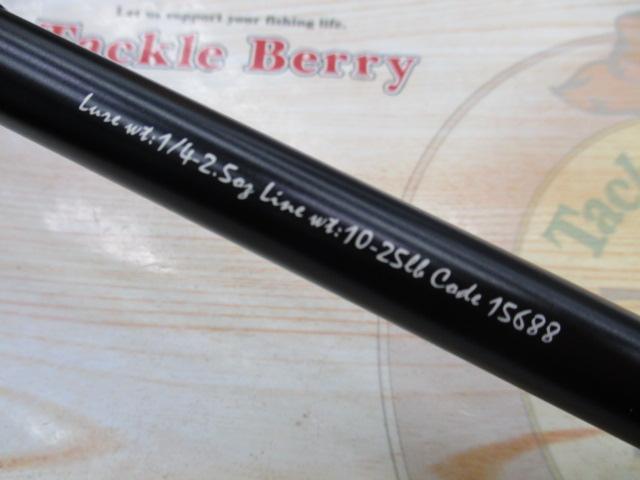 Let us support your fishing life.
Tackle Berry
Lure wt:1/4-2.5oz Line wt:10-25lb Code 15688
Tack